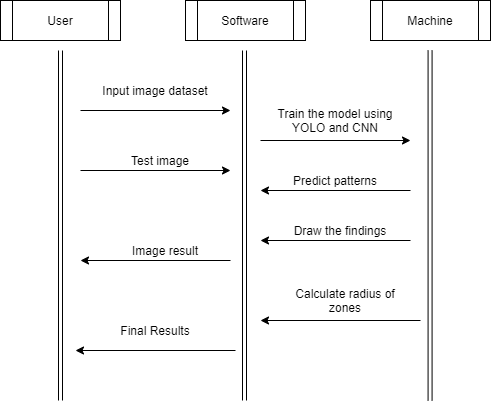 User
Software
Machine
Input image dataset
Train the model using
YOLO and CNN
Test image
Predict patterns
Draw the findings
Image result
Calculate radius of
zones
Final Results